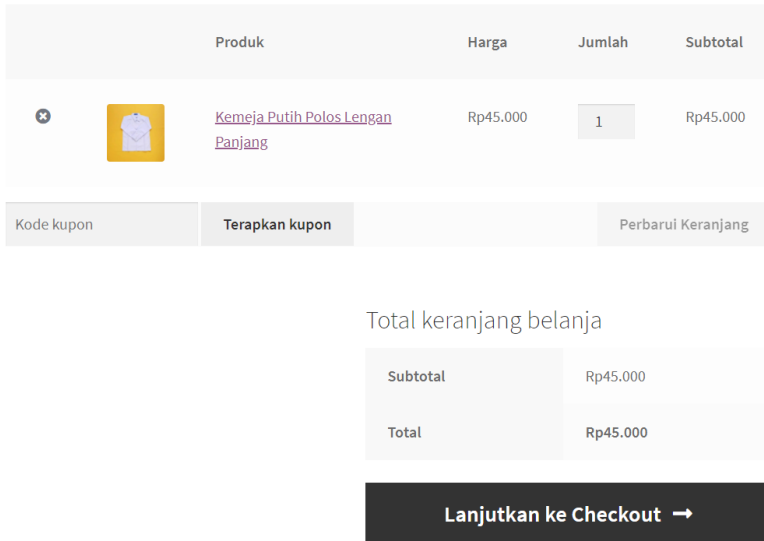 Produk Harga Jumlah Subtotal
Kemeja Putih Polos Lengan Rp45.000 1 Rp45.000
Panjang
Kode kupon Terapkan kupon Perbarui Keranjang
Total keranjang belanja
Subtotal Rp45.000
Total Rp45.000
Lanjutkan ke Checkout →